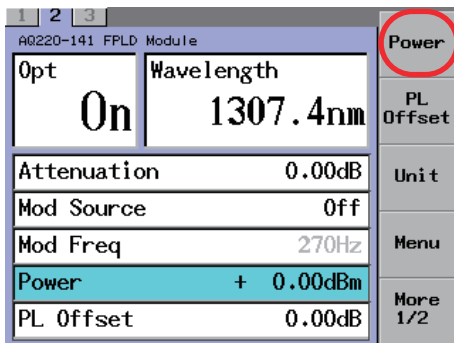 1 2 3
AQ220-141 FPLD Module
Opt
On
Wavelength
1307.4nm
Attenuation 0.00dB
Mod Source Off
Mod Freq 270Hz
Power + 0.00dBm
PL Offset 0.00dB
Power
PL
Offset
Unit
Menu
More
1/2